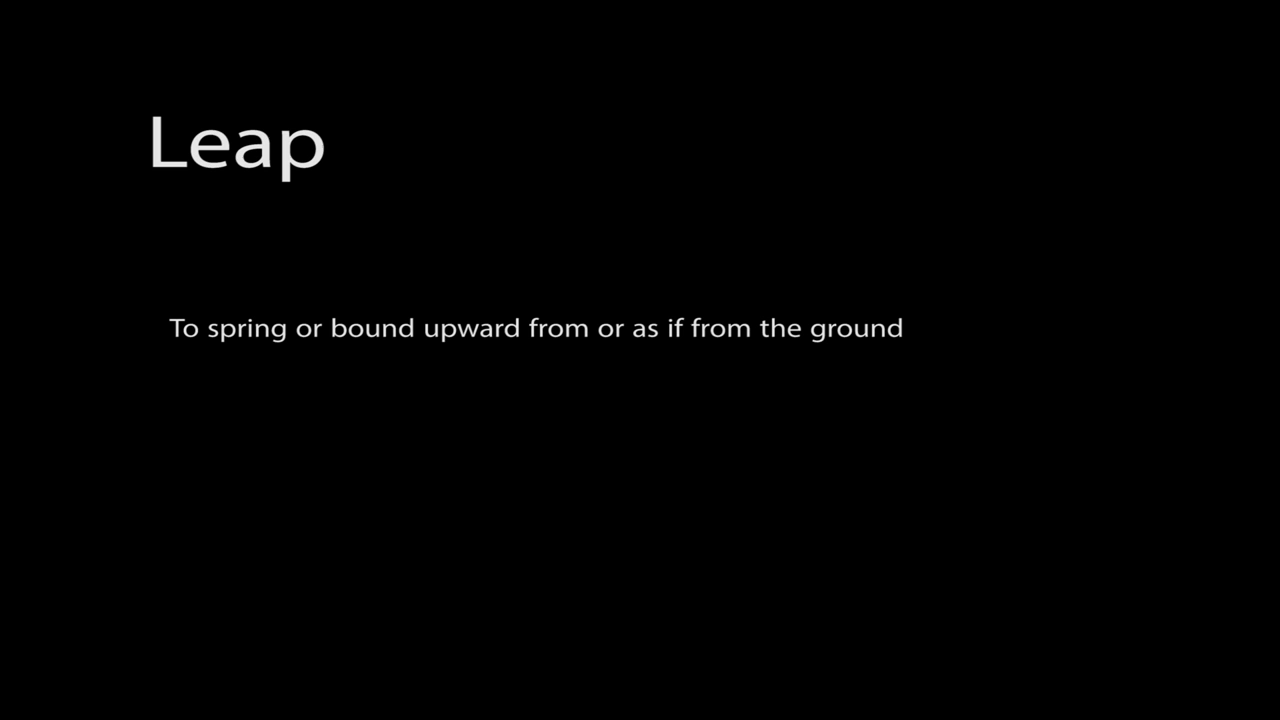 Leap
To spring or bound upward from or as if from the ground